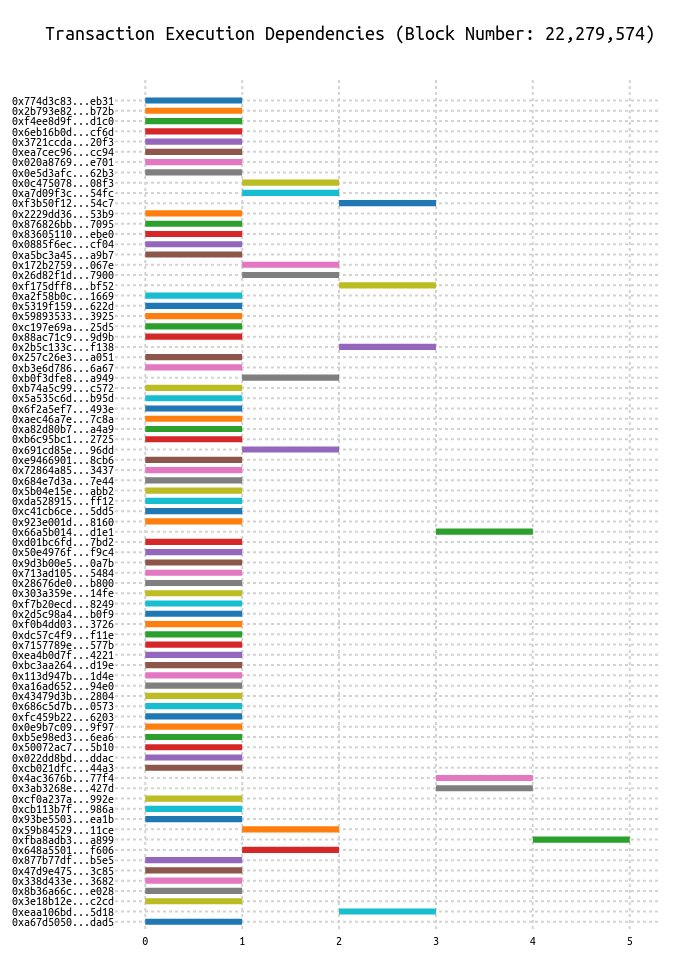 Transaction Execution Dependencies (Block Number: 22,279,574)
0x774d3c83...eb31
0x2b793e82...b72b
0xf4ee8d9f...d1c0
0x6eb16b0d...cf6d
0x3721ccda...20f3
0xea7cec96...cc94
0x020a8769...e701
0x0e5d3afc...62b3
0x0c475078...08f3
0xa7d09f3c...54fc
0xf3b50f12...54c7
0x2229dd36...53b9
0x876826bb...7095
0x83605110...ebe0
0x0885f6ec...cf04
0xa5bc3a45...a9b7
0x172b2759...067e
0x26d82f1d...7900
0xf175dff8...bf52
0xa2f58b0c...1669
0x5319f159...622d
0x59893533...3925
0xc197e69a...25d5
0x88ac71c9...9d9b
0x2b5c133c...f138
0x257c26e3...a051
0xb3e6d786...6a67
0xb0f3dfe8...a949
0xb74a5c99...c572
0x5a535c6d...b95d
0x6f2a5ef7...493e
0xaec46a7e...7c8a
0xa82d80b7...a4a9
0xb6c95bc1...2725
0x691cd85e...96dd
0xe9466901...8cb6
0x72864a85...3437
0x684e7d3a...7e44
0x5b04e15e...abb2
0xda528915...ff12
0xc41cb6ce...5dd5
0x923e001d...8160
0x66a5b014...d1e1
0xd01bc6fd...7bd2
0x50e4976f...f9c4
0x9d3b00e5...0a7b
0x713ad105...5484
0x28676de0...b800
0x303a359e...14fe
0xf7b20ecd...8249
0x2d5c98a4...b0f9
0xf0b4dd03...3726
0xdc57c4f9...f11e
0x7157789e...577b
0xea4b0d7f...4221
0xbc3aa264...d19e
0x113d947b...1d4e
0xa16ad652...94e0
0x43479d3b...2804
0x686c5d7b...0573
0xfc459b22...6203
0x0e9b7c09...9f97
0xb5e98ed3...6ea6
0x50072ac7...5b10
0x022dd8bd...ddac
0xcb021dfc...44a3
0x4ac3676b...77f4
0x3ab3268e...427d
0xcf0a237a...992e
0xcb113b7f...986a
0x93be5503...ea1b
0x59b84529...11ce
0xfba8adb3...a899
0x648a5501...f606
0x877b77df...b5e5
0x47d9e475...3c85
0x338d433e...3682
0x8b36a66c...e028
0x3e18b12e...c2cd
0xeaa106bd...5d18
0xa67d5050...dad5
0 1 2 3 4 5